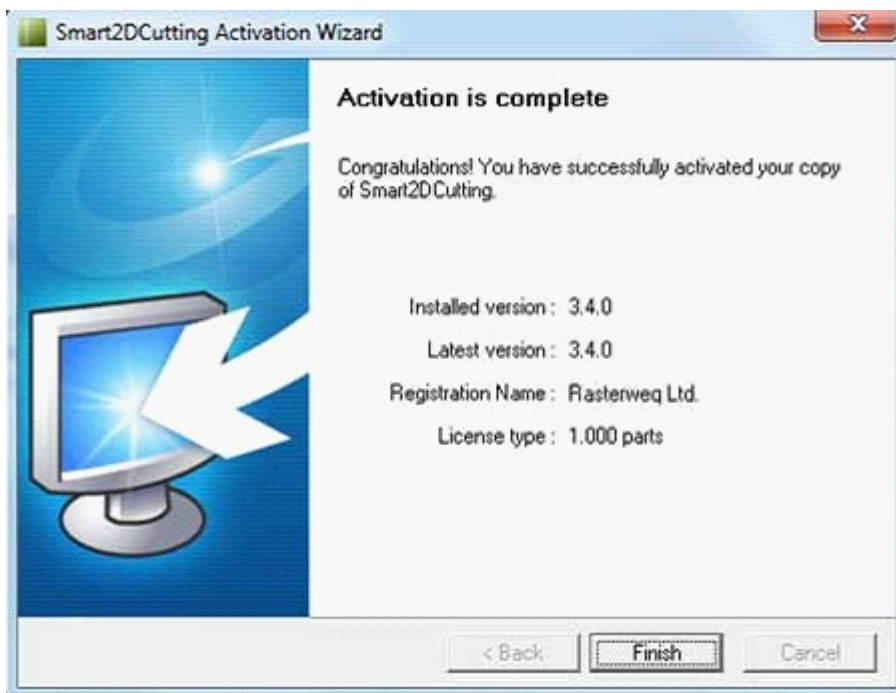 Smart2DCutting Activation Wizard
Activation is complete
Congratulations! You have successfully activated your copy
of Smart2DCutting.
Installed version : 3.4.0
Latest version : 3.4.0
Registration Name : Rasterweq Ltd.
License type : 1.000 parts
< Back Finish Cancel